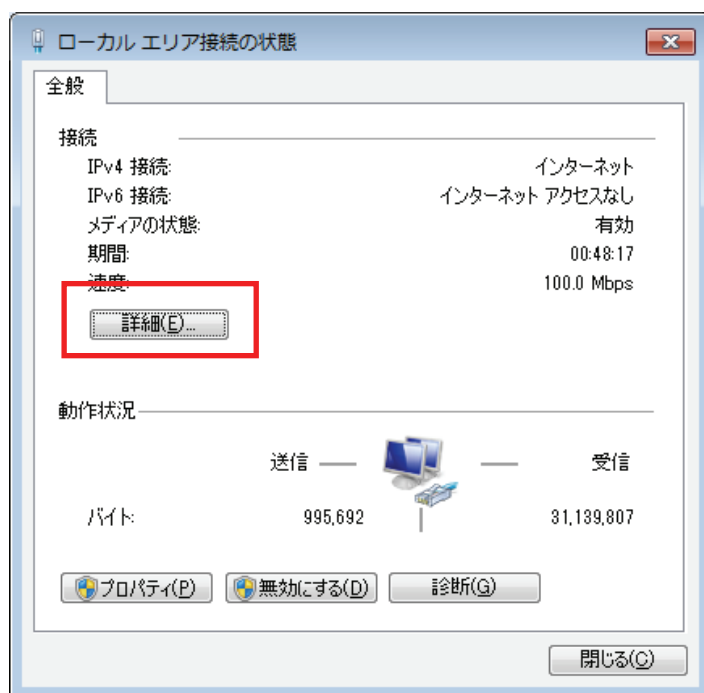 ローカル エリア接続の状態
全般
接続
IPv4 接続: インターネット
IPv6 接続: インターネット アクセスなし
メディアの状態: 有効
期間: 00:48:17
速度: 100.0 Mbps
詳細(E)...
動作状況
送信 受信
バイト: 995,692 31,139,807
プロパティ(P) 無効にする(D) 診断(G)
閉じる(C)